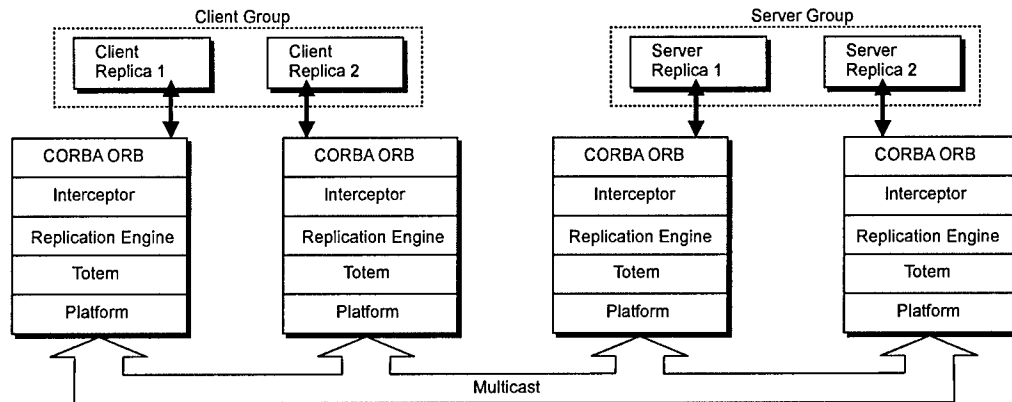 Client Group
Server Group
Client
Replica 1
Client
Replica 2
Server
Replica 1
Server
Replica 2
CORBA ORB
Interceptor
Replication Engine
Totem
Platform
CORBA ORB
Interceptor
Replication Engine
Totem
Platform
CORBA ORB
Interceptor
Replication Engine
Totem
Platform
CORBA ORB
Interceptor
Replication Engine
Totem
Platform
Multicast